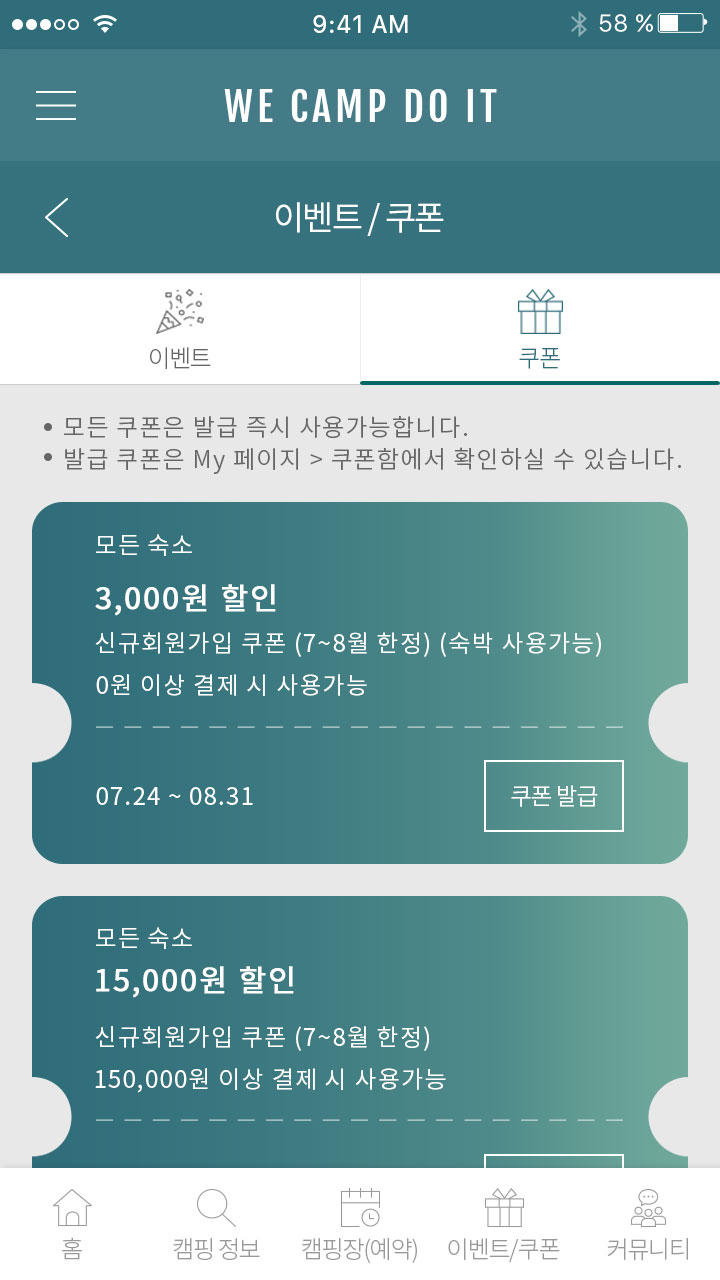 9:41 AM
58 %
WE CAMP DO IT
이벤트 / 쿠폰
이벤트
쿠폰
• 모든 쿠폰은 발급 즉시 사용가능합니다.
• 발급 쿠폰은 My 페이지 > 쿠폰함에서 확인하실 수 있습니다.
모든 숙소
3,000원 할인
신규회원가입 쿠폰 (7~8월 한정) (숙박 사용가능)
0원 이상 결제 시 사용가능
07.24 ~ 08.31
쿠폰 발급
모든 숙소
15,000원 할인
신규회원가입 쿠폰 (7~8월 한정)
150,000원 이상 결제 시 사용가능
홈
캠핑 정보
캠핑장(예약)
이벤트/쿠폰
커뮤니티